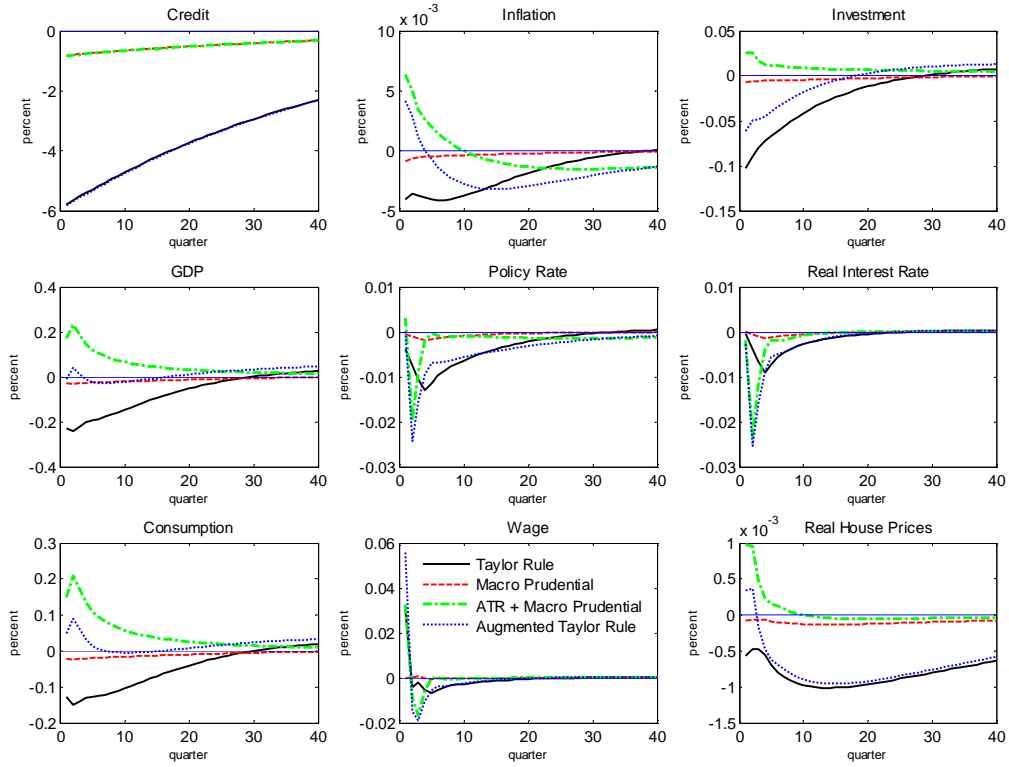 Credit
0
-2
-4
-6
percent
0 10 20 30 40
quarter
Inflation
x 10⁻³
10
5
0
-5
percent
0 10 20 30 40
quarter
Investment
0.05
0
-0.05
-0.1
-0.15
percent
0 10 20 30 40
quarter
GDP
0.4
0.2
0
-0.2
-0.4
percent
0 10 20 30 40
quarter
Policy Rate
0.01
0
-0.01
-0.02
-0.03
percent
0 10 20 30 40
quarter
Real Interest Rate
0.01
0
-0.01
-0.02
-0.03
percent
0 10 20 30 40
quarter
Consumption
0.3
0.2
0.1
0
-0.1
-0.2
percent
0 10 20 30 40
quarter
Wage
0.06
0.04
0.02
0
-0.02
percent
Taylor Rule
Macro Prudential
ATR + Macro Prudential
Augmented Taylor Rule
0 10 20 30 40
quarter
Real House Prices
x 10⁻³
1
0.5
0
-0.5
-1
-1.5
percent
0 10 20 30 40
quarter